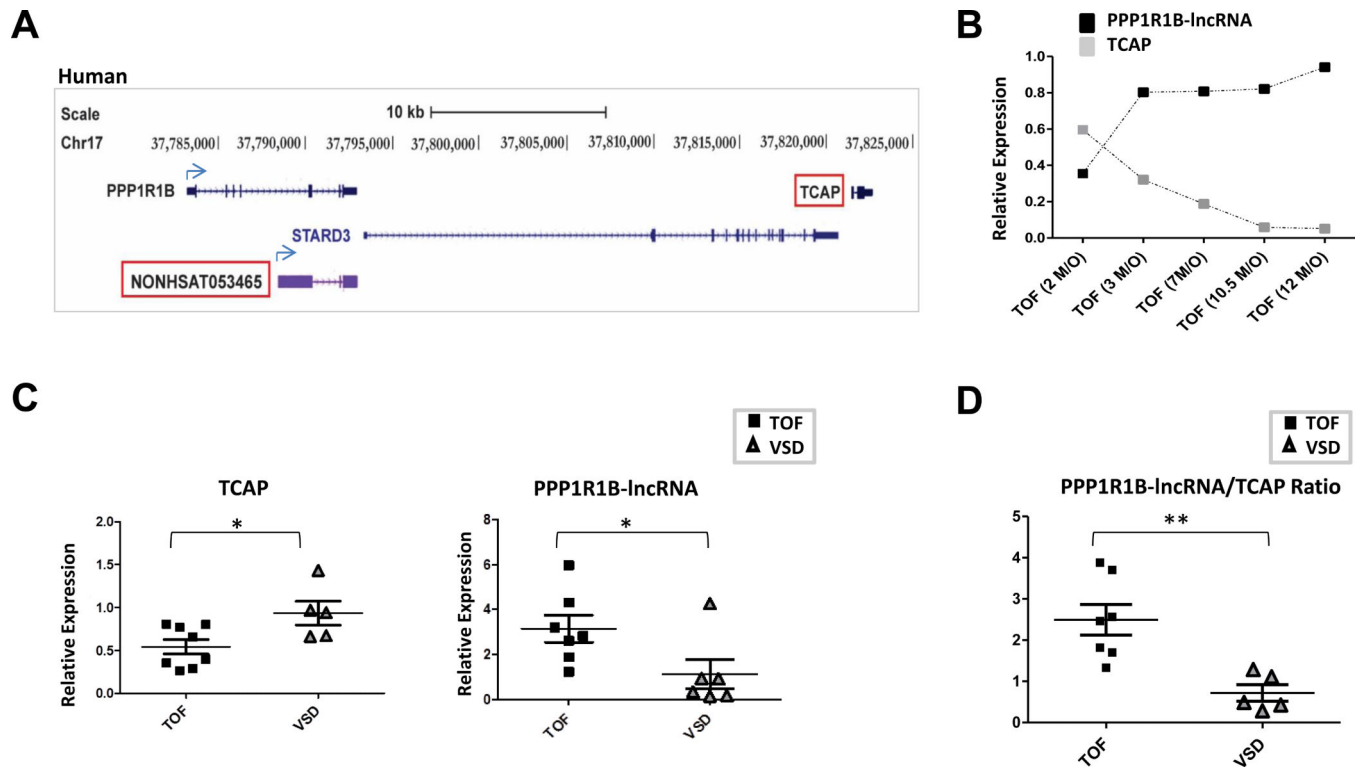 A
Human
Scale
10 kb
Chr17
37,785,000
37,790,000
37,795,000
37,800,000
37,805,000
37,810,000
37,815,000
37,820,000
37,825,000
PPP1R1B
TCAP
STARD3
NONHSAT053465
B
PPP1R1B-lncRNA
TCAP
Relative Expression
1.0
0.8
0.6
0.4
0.2
0
TOF (2 M/O)
TOF (3 M/O)
TOF (7M/O)
TOF (10.5 M/O)
TOF (12 M/O)
C
TOF
VSD
TCAP
Relative Expression
2.0
1.5
1.0
0.5
0.0
*
TOF
VSD
PPP1R1B-lncRNA
Relative Expression
8
6
4
2
0
*
TOF
VSD
D
TOF
VSD
PPP1R1B-lncRNA/TCAP Ratio
5
4
3
2
1
0
**
TOF
VSD